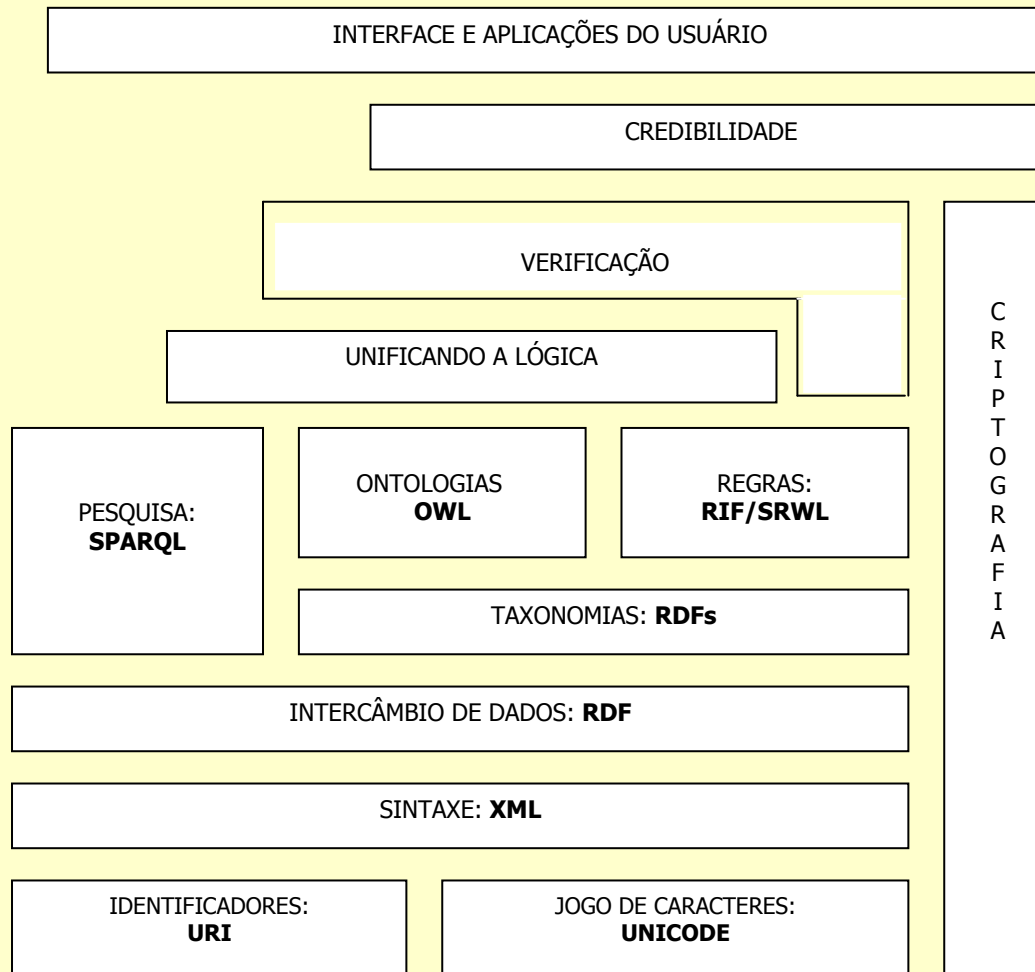 INTERFACE E APLICAÇÕES DO USUÁRIO
CREDIBILIDADE
VERIFICAÇÃO
UNIFICANDO A LÓGICA
PESQUISA:
SPARQL
ONTOLOGIAS
OWL
REGRAS:
RIF/SRWL
TAXONOMIAS: RDFs
INTERCÂMBIO DE DADOS: RDF
SINTAXE: XML
IDENTIFICADORES:
URI
JOGO DE CARACTERES:
UNICODE
CRIPTOGRAFIA